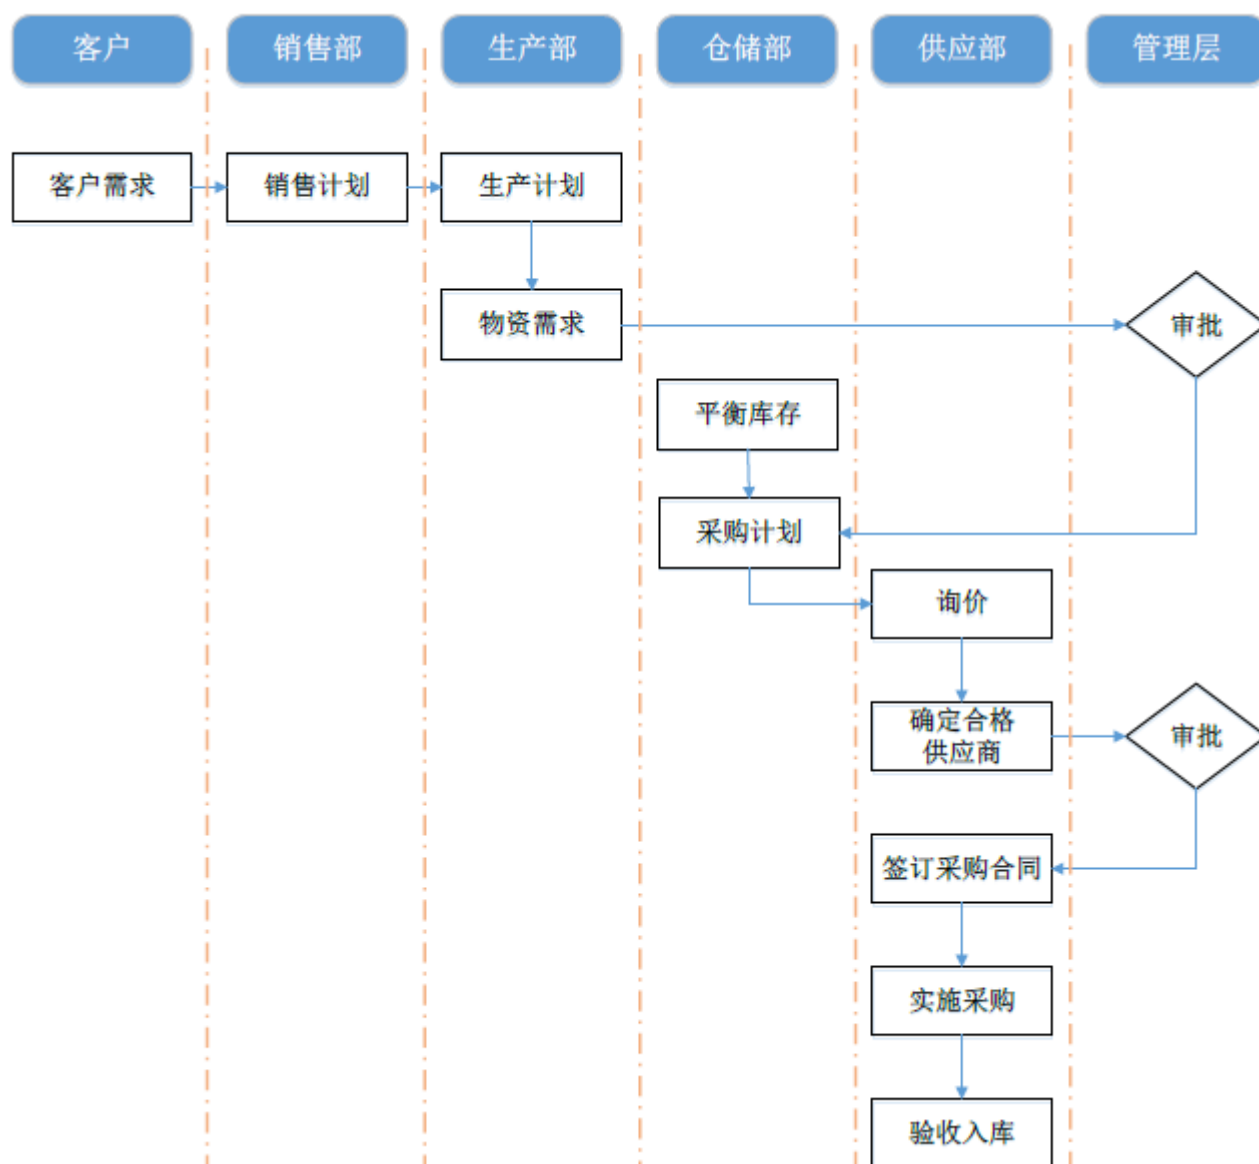 客户
销售部
生产部
仓储部
供应部
管理层
客户需求
销售计划
生产计划
物资需求
审批
平衡库存
采购计划
询价
确定合格
供应商
审批
签订采购合同
实施采购
验收入库